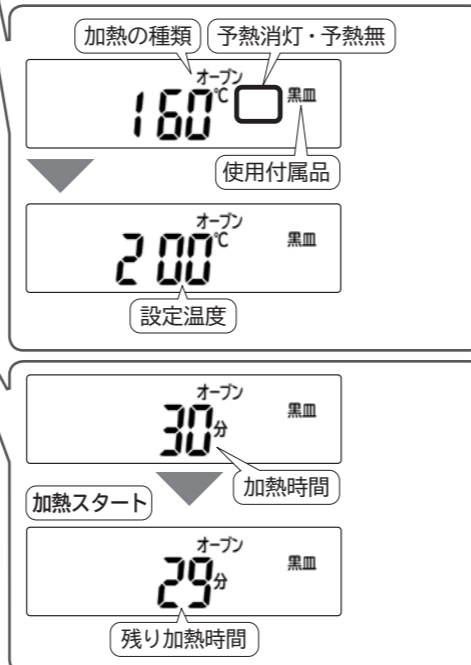 加熱の種類 予熱消灯・予熱無
オーブン
160℃ 黒皿
使用付属品
オーブン
200℃ 黒皿
設定温度
オーブン
30分 黒皿
加熱時間
加熱スタート
オーブン
29分 黒皿
残り加熱時間